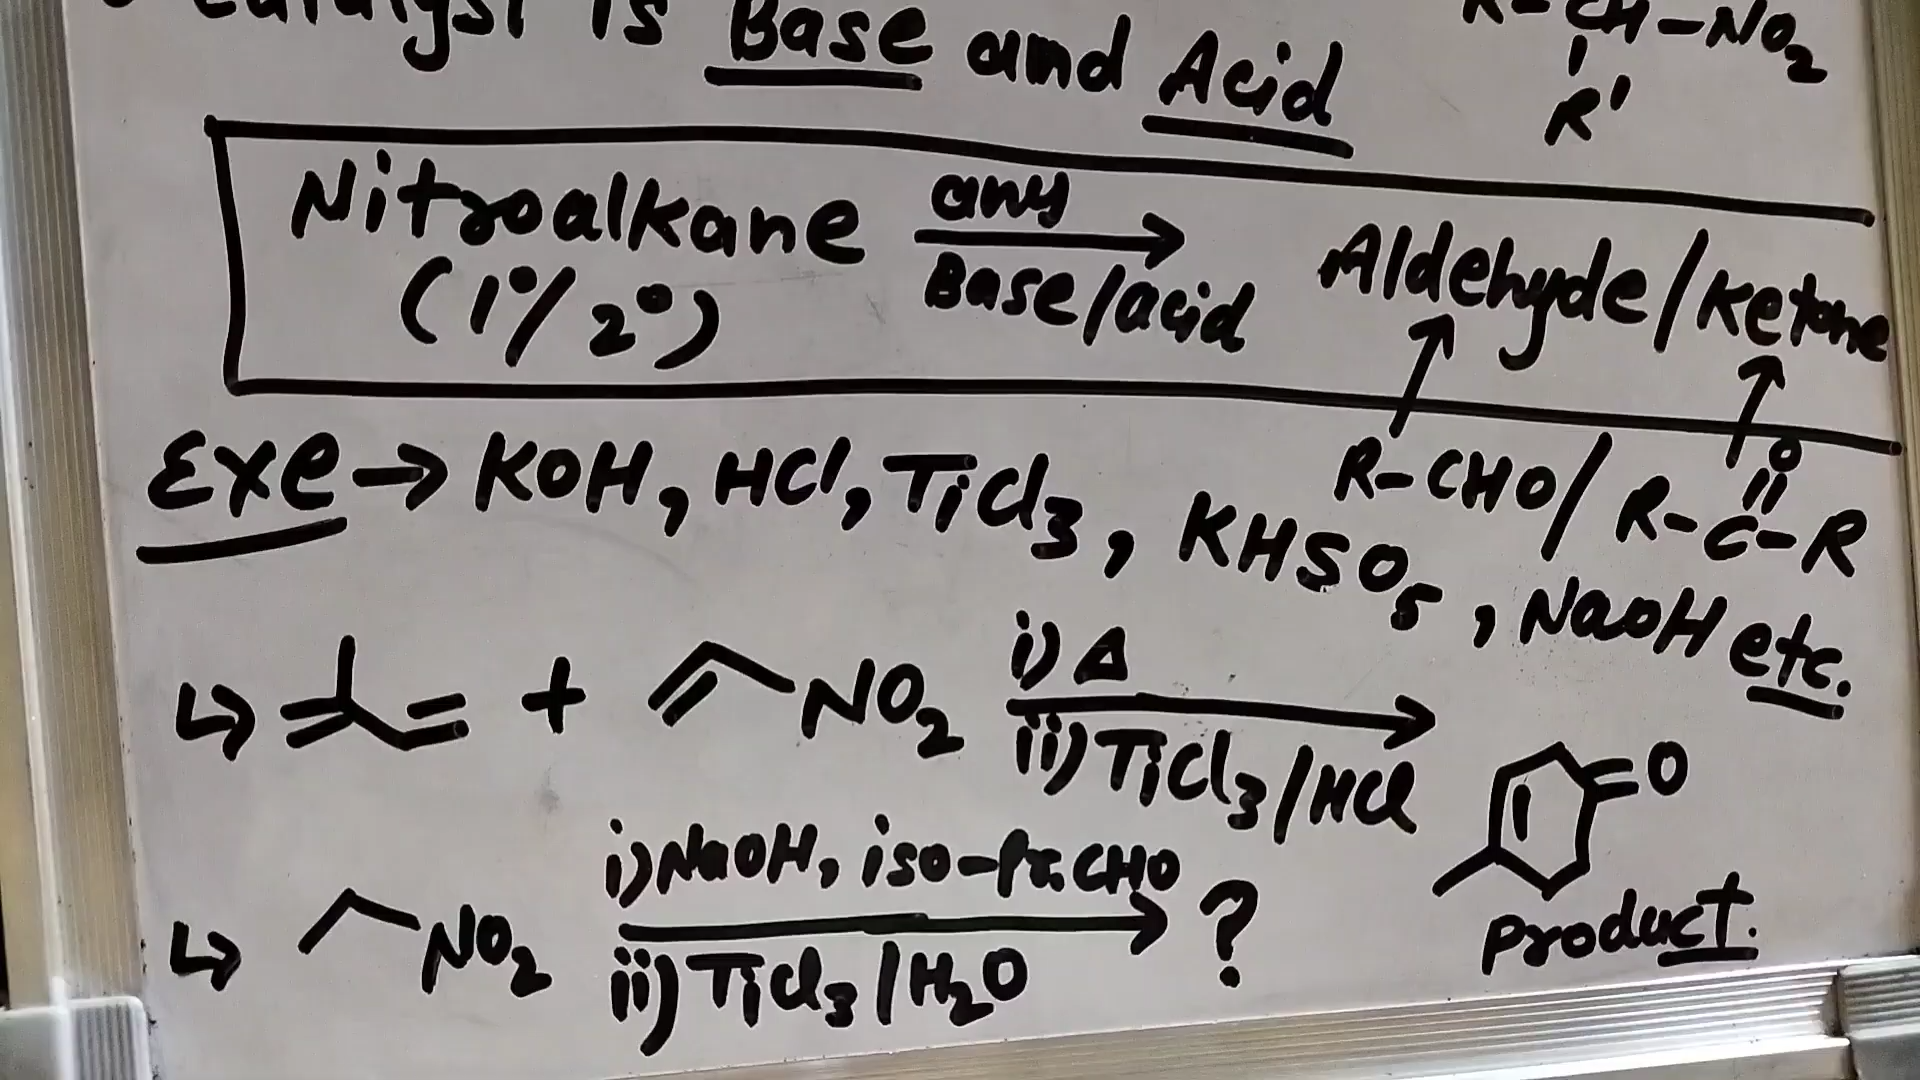 Catalyst is Base and Acid
R-CH-NO2
R'
Nitroalkane any Aldehyde/Ketone
(1°/2°) Base/acid
Exe → KOH, HCl, TiCl3, KHSO5, NaOH etc.
R-CHO/ R-C-R
O
+ NO2 i) Δ
ii) TiCl3/HCl
O
Product.
NO2 i) NaOH, iso-Pr.CHO ?
ii) TiCl3/H2O